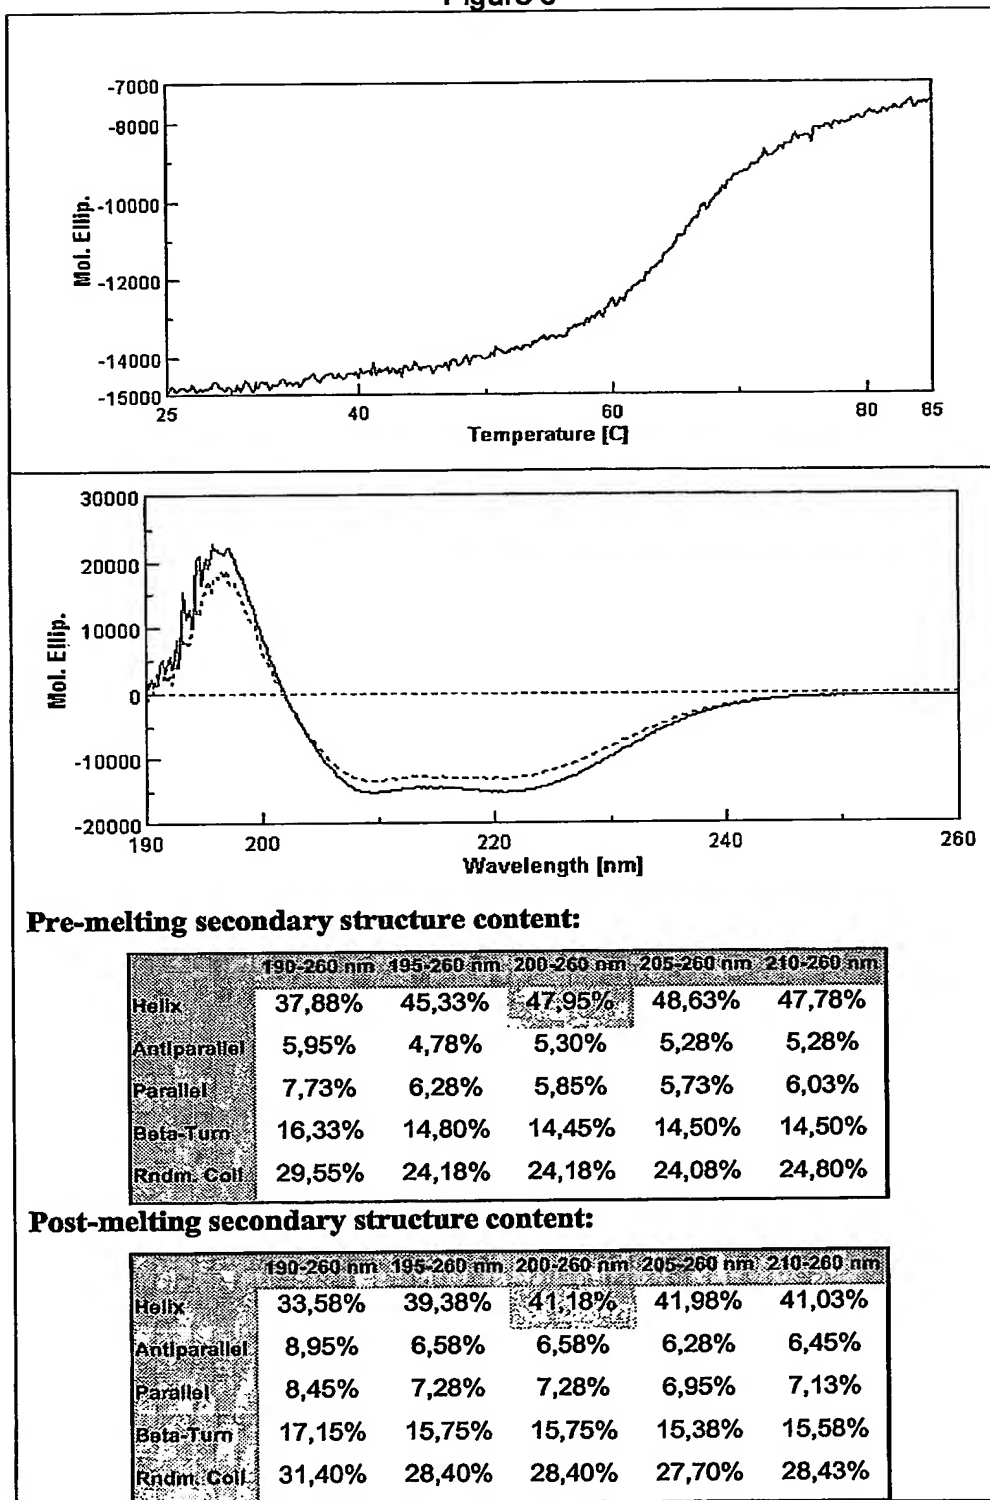 -7000
-8000
-10000
-12000
-14000
-15000
Mol. Ellip.
25 40 60 80 85
Temperature [C]
30000
20000
10000
0
-10000
-20000
Mol. Ellip.
190 200 220 240 260
Wavelength [nm]
Pre-melting secondary structure content:
190-260 nm 195-260 nm 200-260 nm 205-260 nm 210-260 nm
Helix 37,88% 45,33% 47,95% 48,63% 47,78%
Antiparallel 5,95% 4,78% 5,30% 5,28% 5,28%
Parallel 7,73% 6,28% 5,85% 5,73% 6,03%
Beta-Turn 16,33% 14,80% 14,45% 14,50% 14,50%
Rndm. Coil 29,55% 24,18% 24,18% 24,08% 24,80%
Post-melting secondary structure content:
190-260 nm 195-260 nm 200-260 nm 205-260 nm 210-260 nm
Helix 33,58% 39,38% 41,18% 41,98% 41,03%
Antiparallel 8,95% 6,58% 6,58% 6,28% 6,45%
Parallel 8,45% 7,28% 7,28% 6,95% 7,13%
Beta-Turn 17,15% 15,75% 15,75% 15,38% 15,58%
Rndm. Coil 31,40% 28,40% 28,40% 27,70% 28,43%